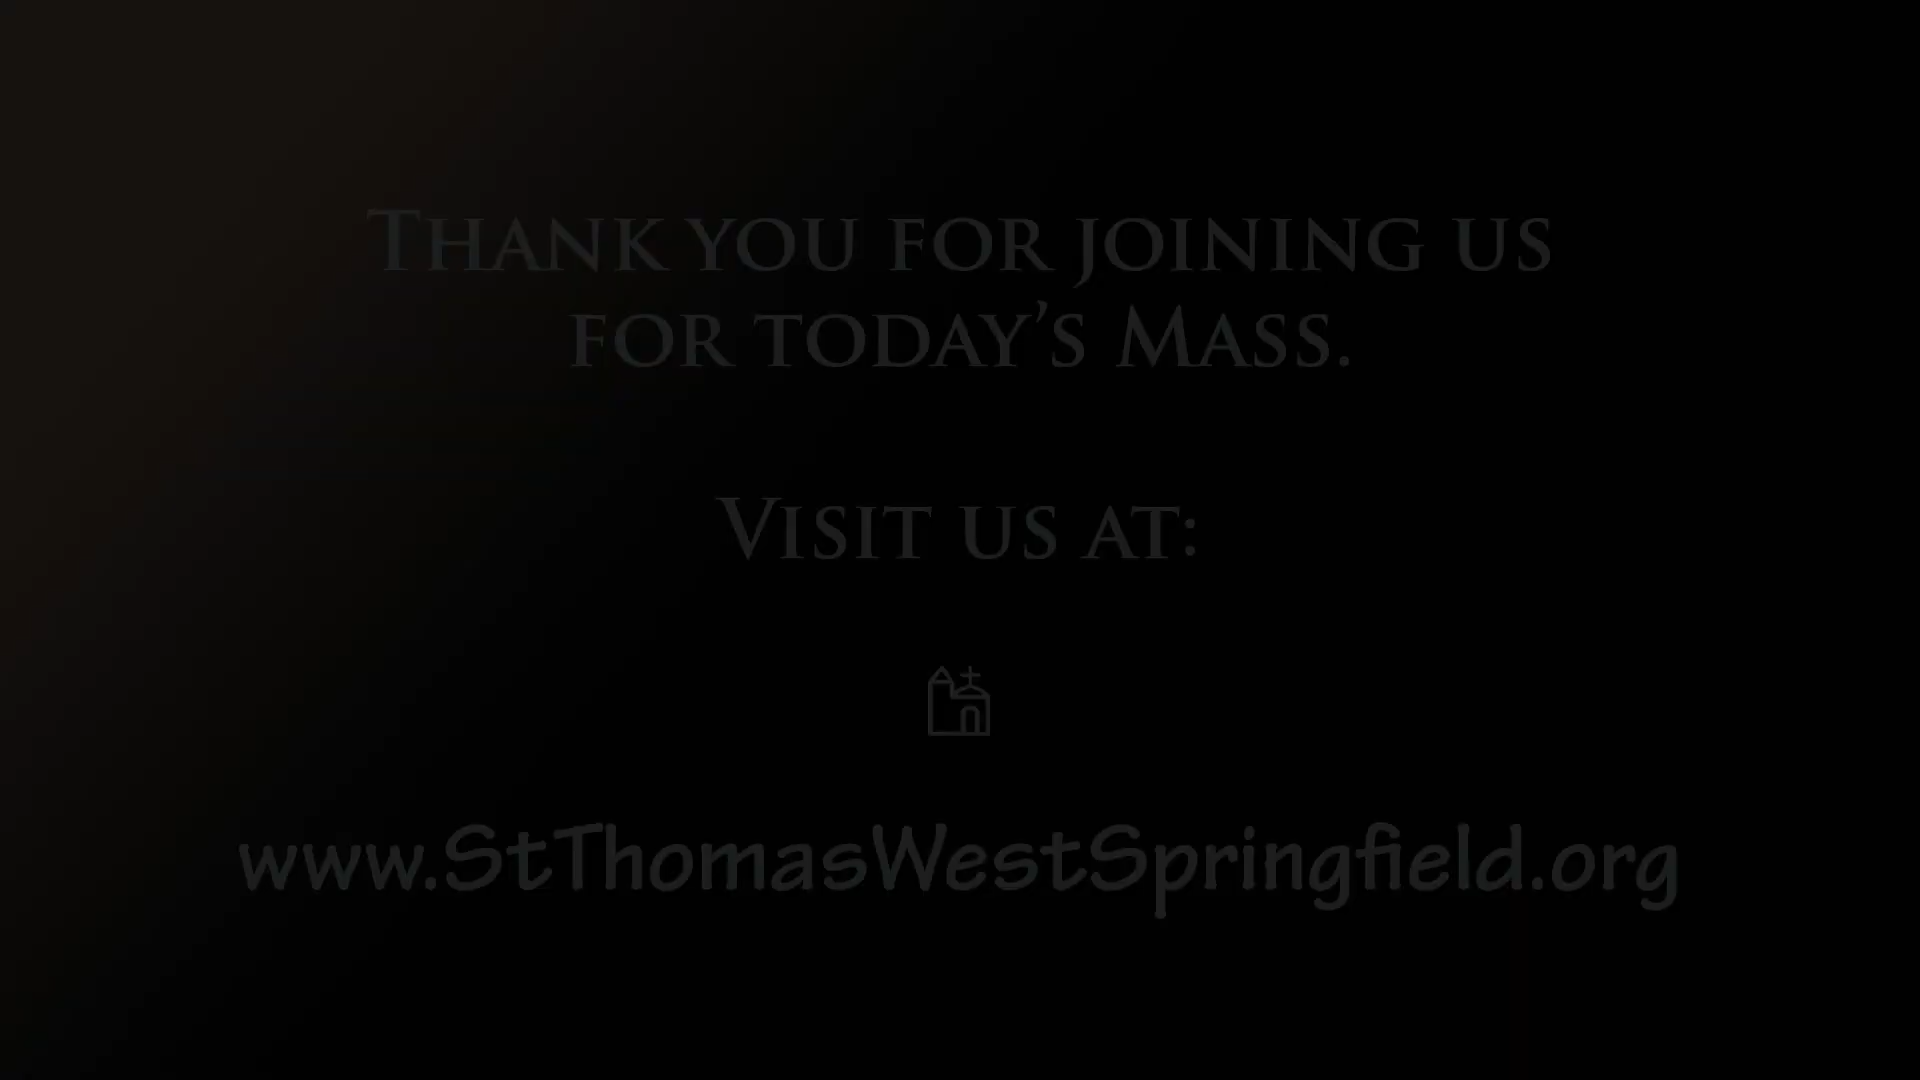 Thank you for joining us
for today’s Mass.
Visit us at:
www.StThomasWestSpringfield.org